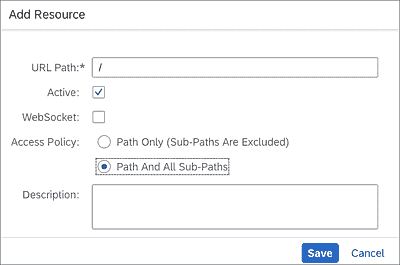 Add Resource
URL Path:* /
Active:
WebSocket:
Access Policy: Path Only (Sub-Paths Are Excluded)
Path And All Sub-Paths
Description:
Save Cancel